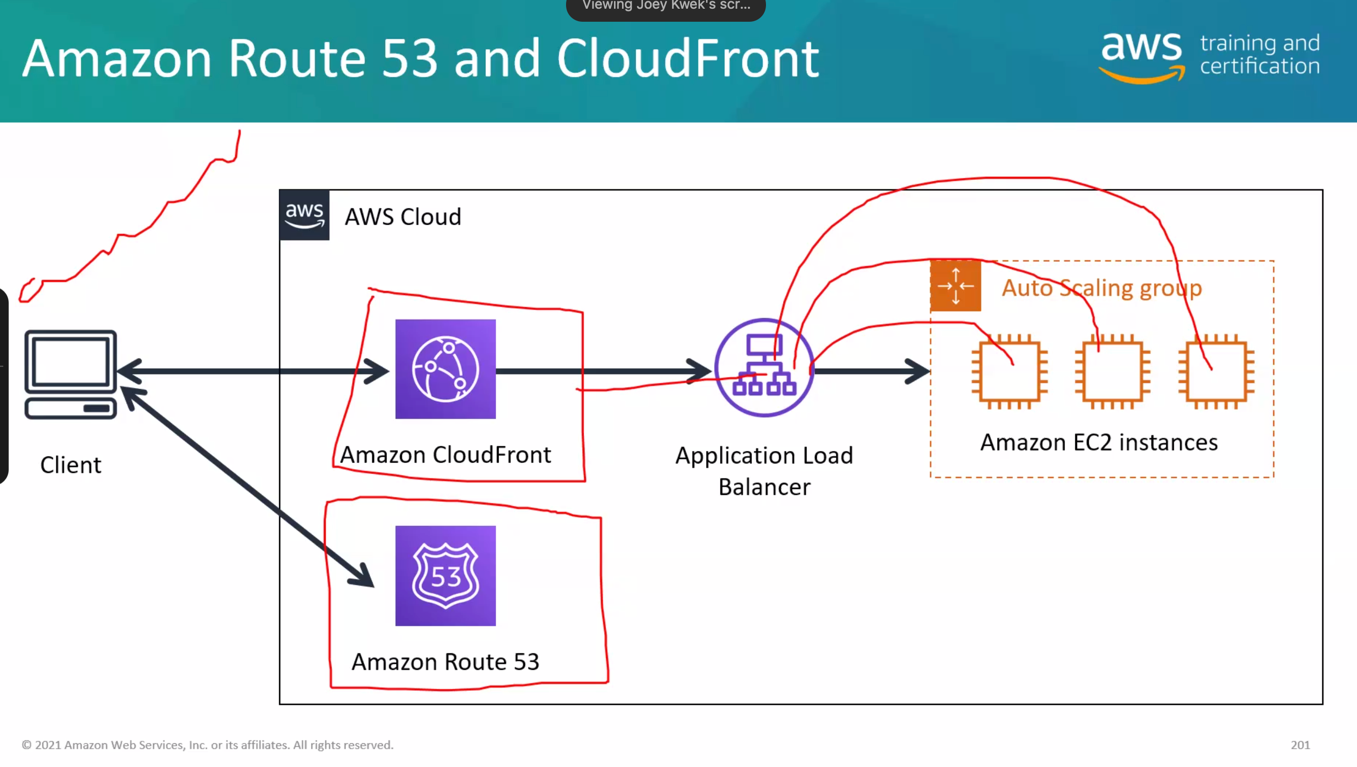 Viewing Joey Kwek's scr...
Amazon Route 53 and CloudFront
aws training and
certification
aws AWS Cloud
Auto Scaling group
Client
Amazon CloudFront
Application Load
Balancer
Amazon EC2 instances
53
Amazon Route 53
© 2021 Amazon Web Services, Inc. or its affiliates. All rights reserved.
201